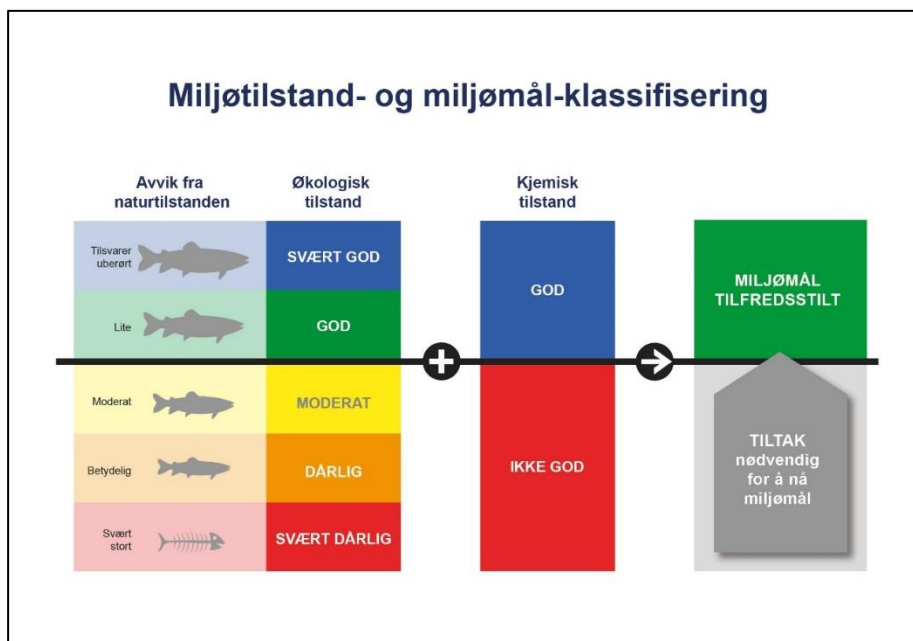 Miljøtilstand- og miljømål-klassifisering
Avvik fra
naturtilstanden
Økologisk
tilstand
Kjemisk
tilstand
Tilsvarer
uberørt
SVÆRT GOD
GOD
MILJØMÅL
TILFREDSSTILT
Lite
GOD
Moderat
MODERAT
Betydelig
DÅRLIG
IKKE GOD
TILTAK
nødvendig
for å nå
miljømål
Svært
stort
SVÆRT DÅRLIG